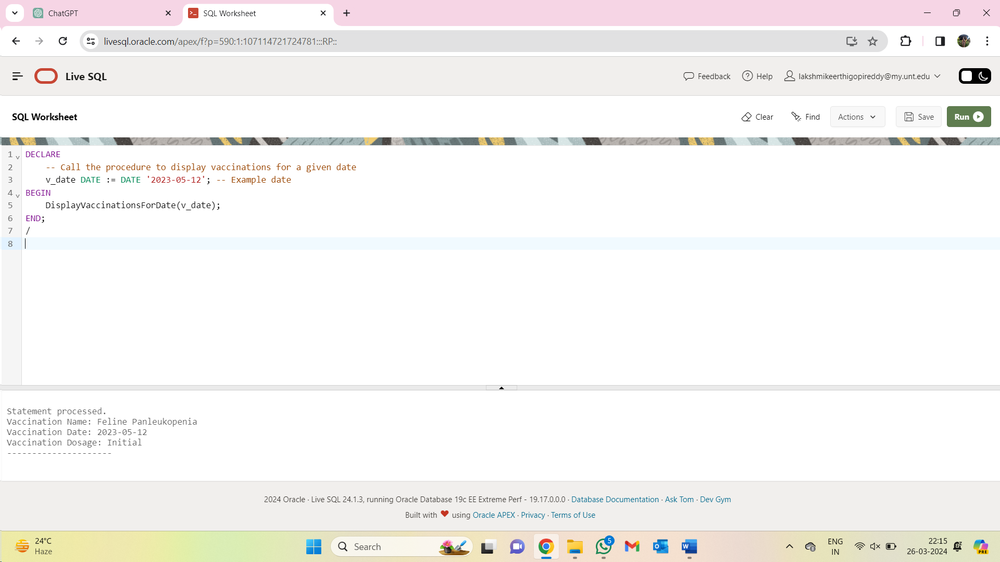 ChatGPT
SQL Worksheet
livesql.oracle.com/apex/f?p=590:1:107114721724781:::RP::
Live SQL
Feedback
Help
lakshmikeerthigopireddy@my.unt.edu
SQL Worksheet
Clear
Find
Actions
Save
Run
1 DECLARE
2 -- Call the procedure to display vaccinations for a given date
3 v_date DATE := DATE '2023-05-12'; -- Example date
4 BEGIN
5 DisplayVaccinationsForDate(v_date);
6 END;
7 /
8
Statement processed.
Vaccination Name: Feline Panleukopenia
Vaccination Date: 2023-05-12
Vaccination Dosage: Initial
---------------------
2024 Oracle · Live SQL 24.1.3, running Oracle Database 19c EE Extreme Perf - 19.17.0.0.0 · Database Documentation · Ask Tom · Dev Gym
Built with ❤ using Oracle APEX · Privacy · Terms of Use
24°C
Haze
Search
5
ENG
IN
22:15
26-03-2024
PRE